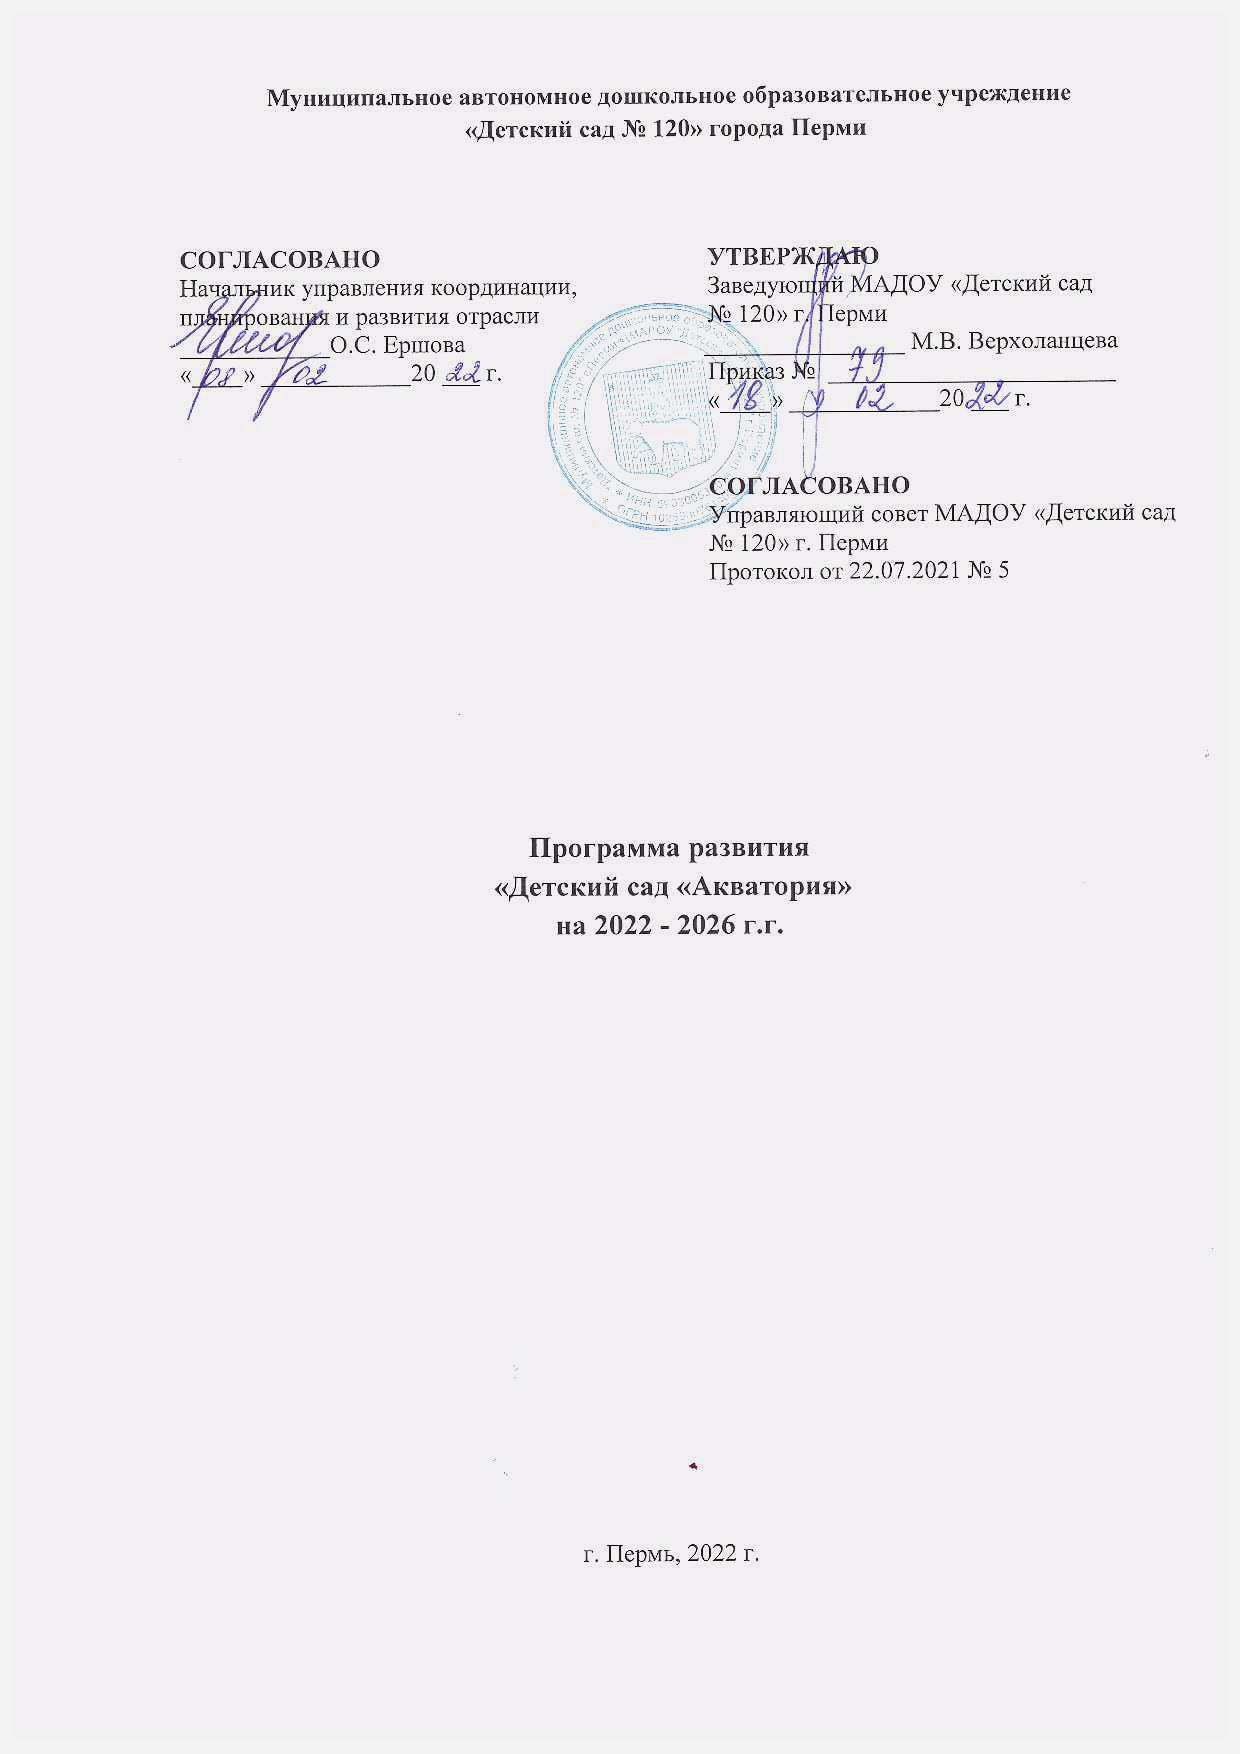 Муниципальное автономное дошкольное образовательное учреждение
«Детский сад № 120» города Перми
СОГЛАСОВАНО
Начальник управления координации,
планирования и развития отрасли
____________О.С. Ершова
«08» 02 2022 г.
УТВЕРЖДАЮ
Заведующий МАДОУ «Детский сад
№ 120» г. Перми
________________ М.В. Верхоланцева
Приказ № 79
«18» 02 2022 г.
СОГЛАСОВАНО
Управляющий совет МАДОУ «Детский сад
№ 120» г. Перми
Протокол от 22.07.2021 № 5
Программа развития
«Детский сад «Акватория»
на 2022 - 2026 г.г.
г. Пермь, 2022 г.